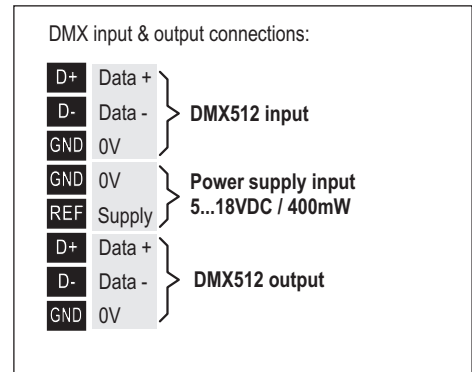 DMX input & output connections:
D+ Data +
D- Data - DMX512 input
GND 0V
GND 0V Power supply input
REF Supply 5...18VDC / 400mW
D+ Data +
D- Data - DMX512 output
GND 0V